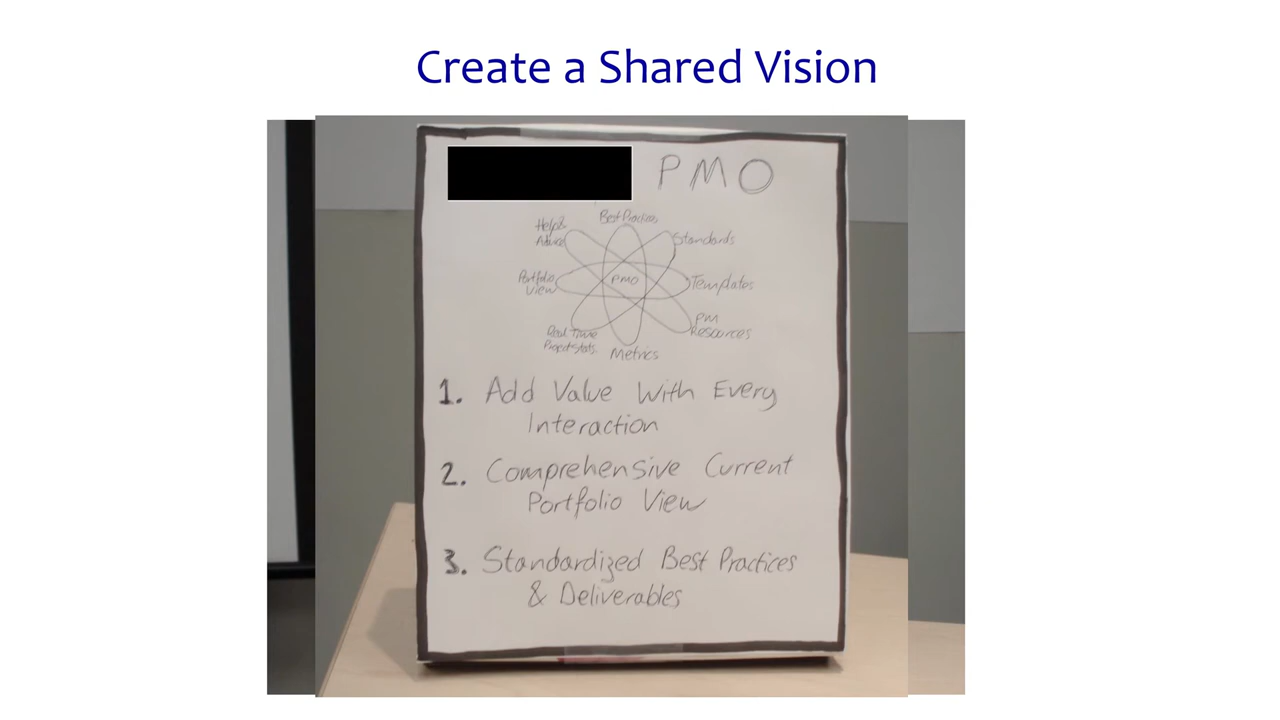 Create a Shared Vision
PMO
Best Practices
Help &
Advice
Standards
Portfolio
View
PMO
Templates
Real Time
Project Stats.
PM
Resources
Metrics
1. Add Value With Every
Interaction
2. Comprehensive Current
Portfolio View
3. Standardized Best Practices
& Deliverables